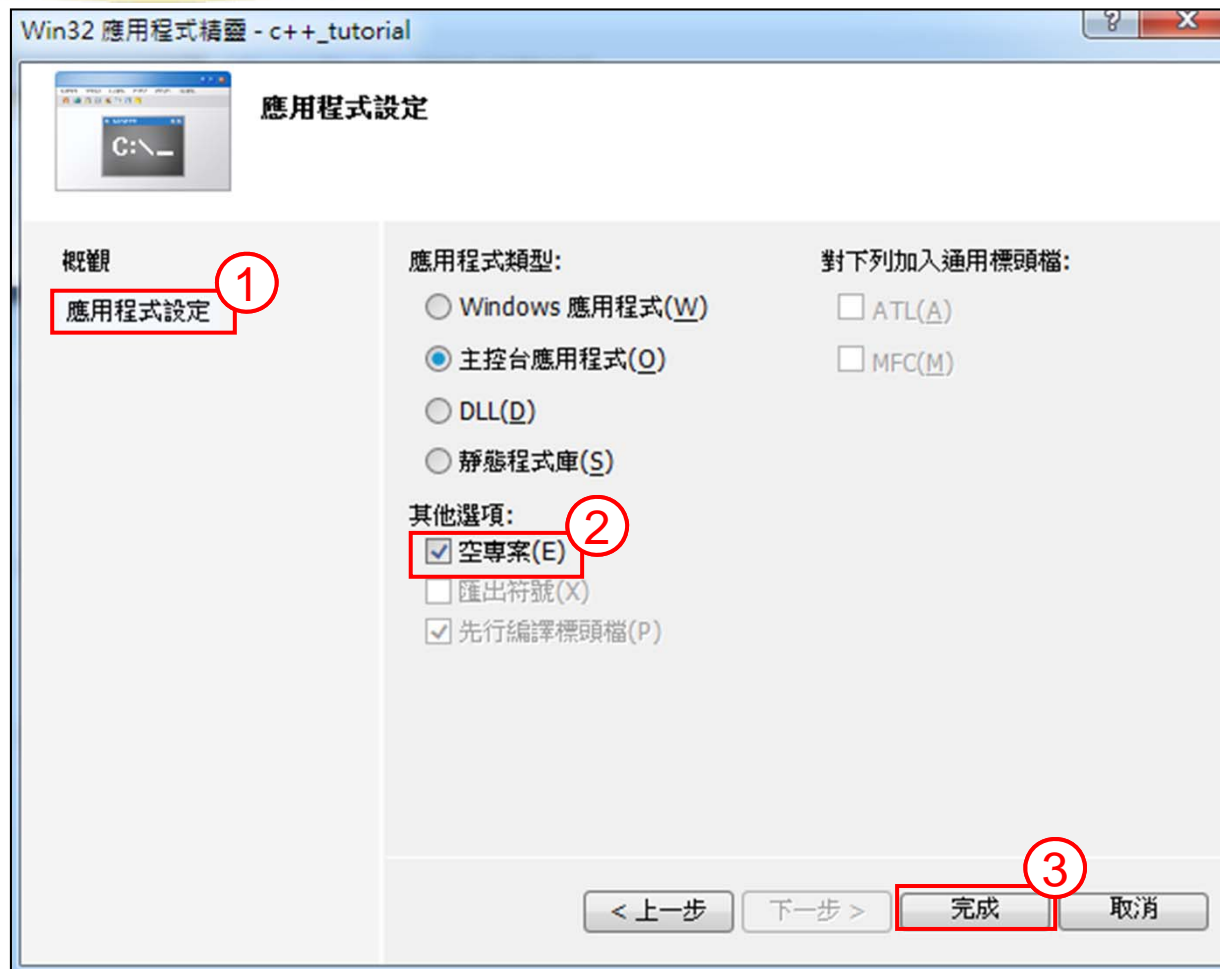 Win32 應用程式精靈 - c++_tutorial
?
X
C:\_
應用程式設定
概觀
應用程式設定
1
應用程式類型:
Windows 應用程式(W)
主控台應用程式(O)
DLL(D)
靜態程式庫(S)
其他選項:
2
空專案(E)
匯出符號(X)
先行編譯標頭檔(P)
對下列加入通用標頭檔:
ATL(A)
MFC(M)
3
< 上一步
下一步 >
完成
取消